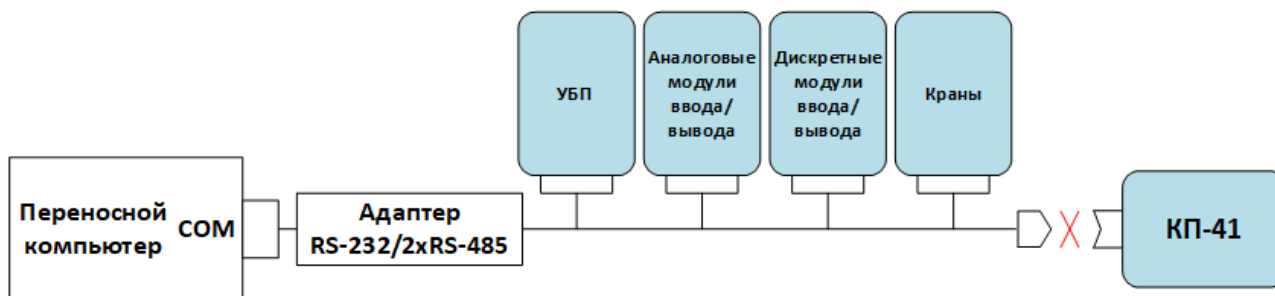 УБП
Аналоговые
модули
ввода/
вывода
Дискретные
модули
ввода/
вывода
Краны
Переносной
компьютер
COM
Адаптер
RS-232/2xRS-485
КП-41